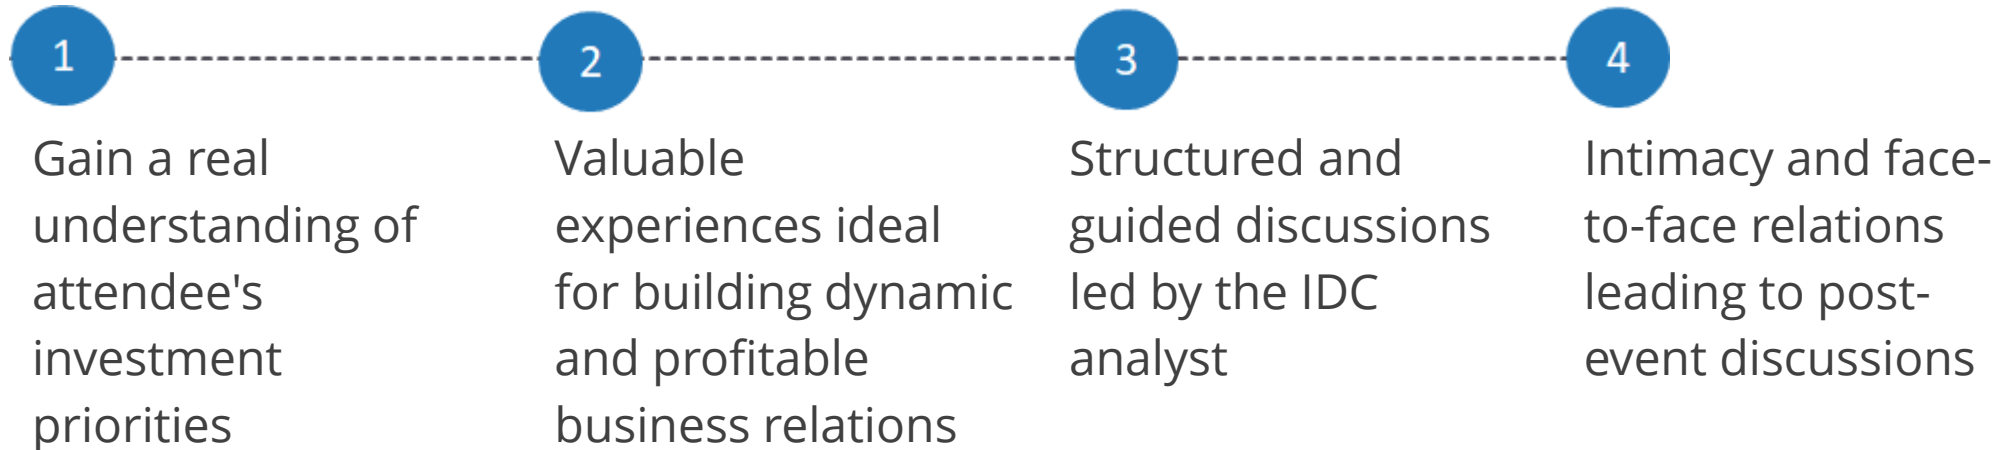 1
Gain a real
understanding of
attendee's
investment
priorities
2
Valuable
experiences ideal
for building dynamic
and profitable
business relations
3
Structured and
guided discussions
led by the IDC
analyst
4
Intimacy and face-
to-face relations
leading to post-
event discussions